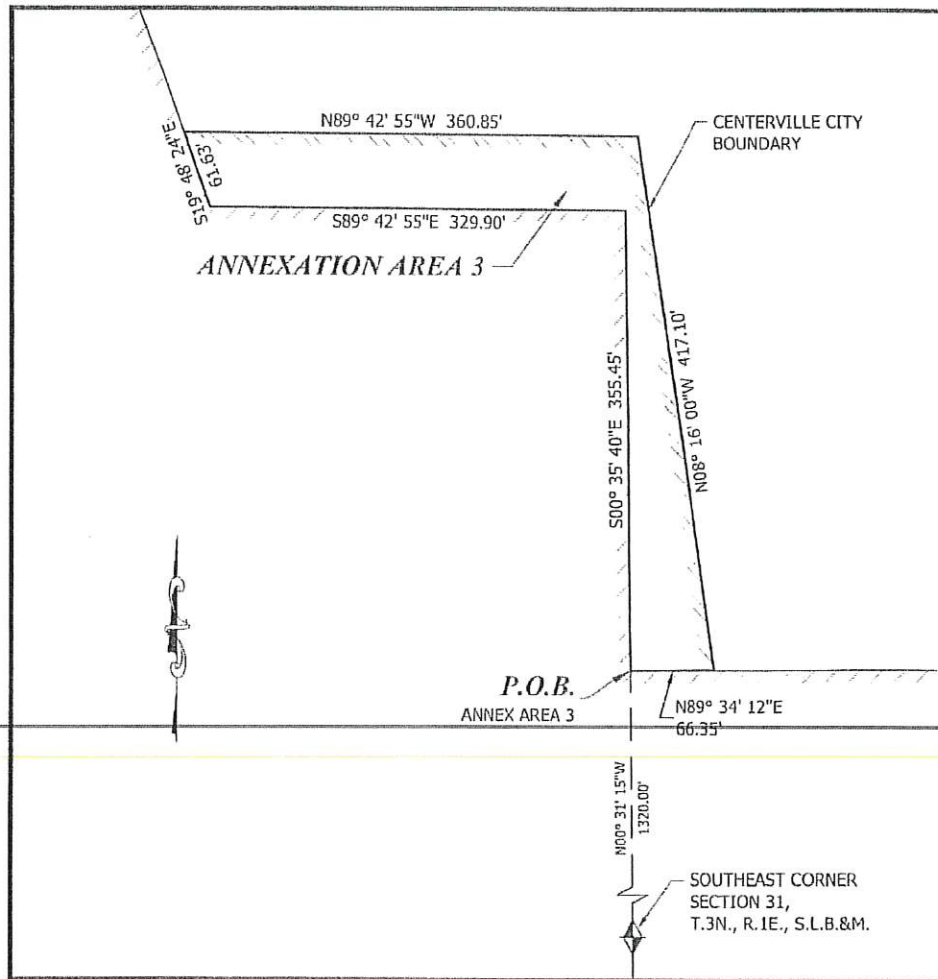 N89° 42' 55"W 360.85'
CENTERVILLE CITY
BOUNDARY
S19° 48' 24"E
61.63'
S89° 42' 55"E 329.90'
ANNEXATION AREA 3
S00° 35' 40"E 355.45'
N08° 16' 00"W 417.10'
P.O.B.
ANNEX AREA 3
N89° 34' 12"E
66.35'
N00° 31' 15"W
1320.00'
SOUTHEAST CORNER
SECTION 31,
T.3N., R.1E., S.L.B.&M.